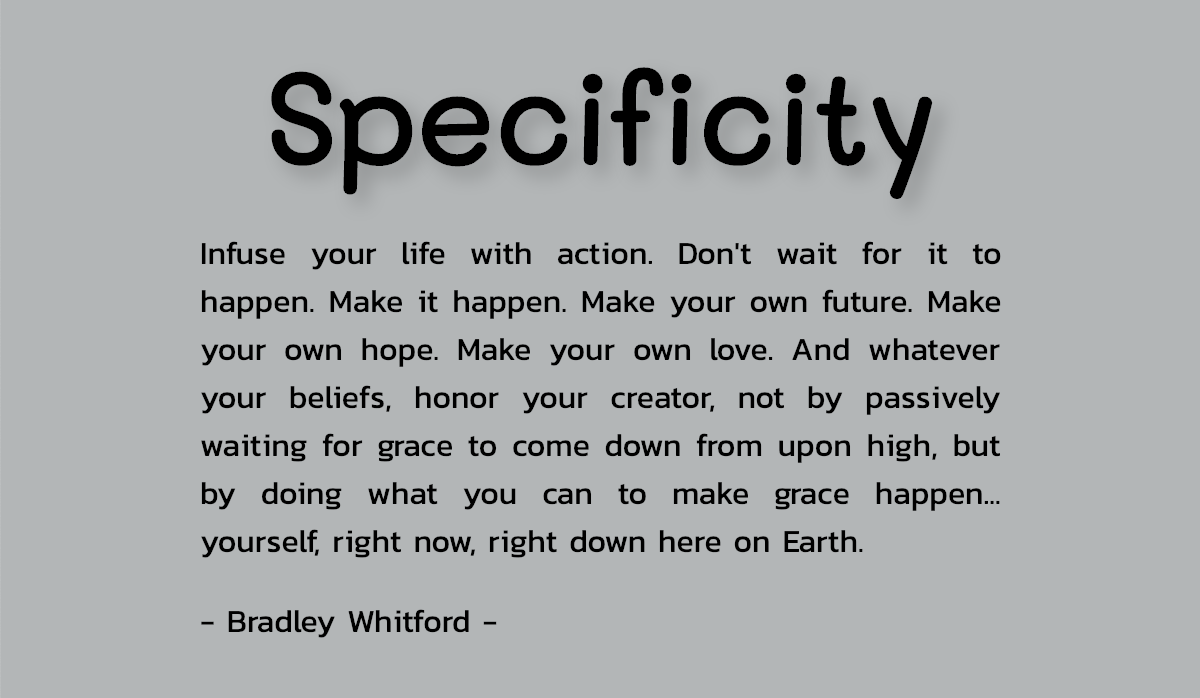 Specificity
Infuse your life with action. Don't wait for it to
happen. Make it happen. Make your own future. Make
your own hope. Make your own love. And whatever
your beliefs, honor your creator, not by passively
waiting for grace to come down from upon high, but
by doing what you can to make grace happen...
yourself, right now, right down here on Earth.
- Bradley Whitford -